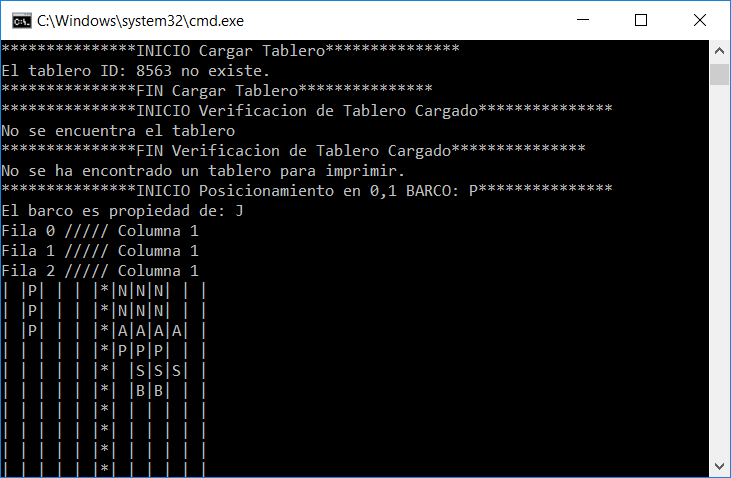 C:\Windows\system32\cmd.exe
***************INICIO Cargar Tablero***************
El tablero ID: 8563 no existe.
***************FIN Cargar Tablero***************
***************INICIO Verificacion de Tablero Cargado***************
No se encuentra el tablero
***************FIN Verificacion de Tablero Cargado***************
No se ha encontrado un tablero para imprimir.
***************INICIO Posicionamiento en 0,1 BARCO: P***************
El barco es propiedad de: J
Fila 0 ///// Columna 1
Fila 1 ///// Columna 1
Fila 2 ///// Columna 1
| |P| | | |*|N|N|N| | |
| |P| | | |*|N|N|N| | |
| |P| | | |*|A|A|A|A| |
| | | | | |*|P|P|P| | |
| | | | | |*| |S|S|S| |
| | | | | |*| |B|B| | |
| | | | | |*| | | | | |
| | | | | |*| | | | | |
| | | | | |*| | | | | |
| | | | | |*| | | | | |